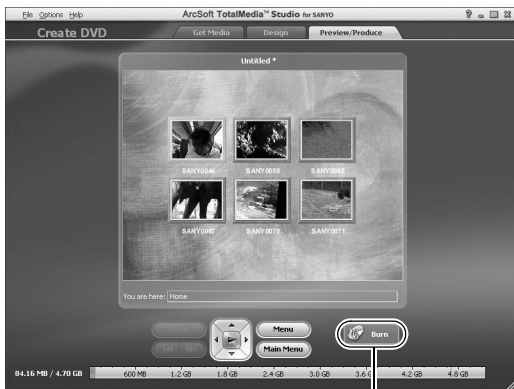 File Options Help
ArcSoft TotalMedia™ Studio for SANYO
Create DVD
Get Media
Design
Preview/Produce
Untitled *
SANY0046
SANY0062
SANY0067
SANY0070
SANY0071
You are here: Home
Menu
Main Menu
Burn
84.16 MB / 4.70 GB
600 MB 1.2 GB 1.8 GB 2.4 GB 3.0 GB 3.6 4.2 GB 4.8 GB